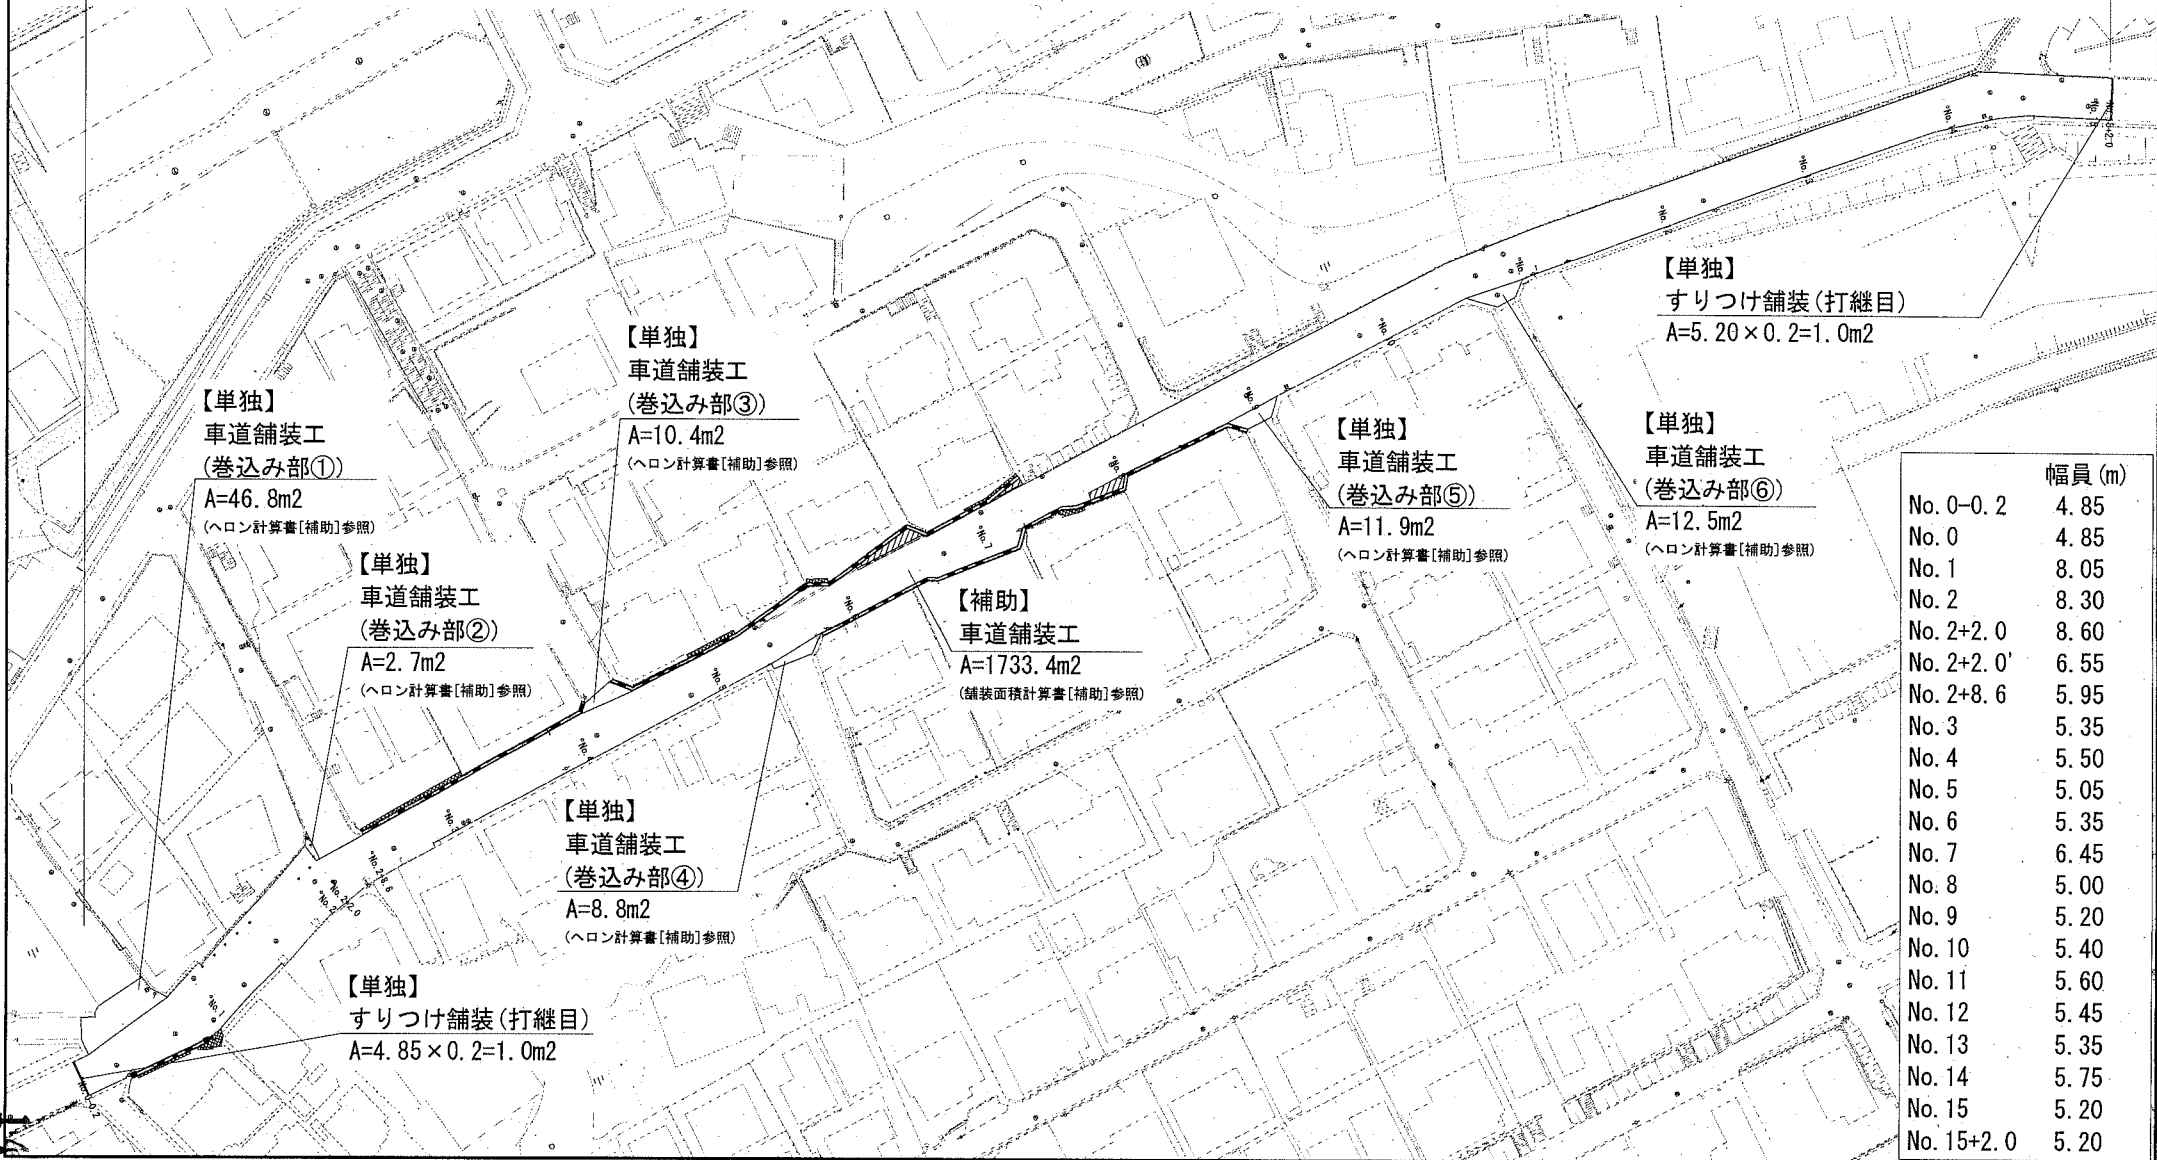 【単独】
車道舗装工
(巻込み部①)
A=46.8m2
(ヘロン計算書[補助]参照)
【単独】
車道舗装工
(巻込み部②)
A=2.7m2
(ヘロン計算書[補助]参照)
【単独】
車道舗装工
(巻込み部③)
A=10.4m2
(ヘロン計算書[補助]参照)
【単独】
車道舗装工
(巻込み部④)
A=8.8m2
(ヘロン計算書[補助]参照)
【単独】
すりつけ舗装(打継目)
A=4.85×0.2=1.0m2
【補助】
車道舗装工
A=1733.4m2
(舗装面積計算書[補助]参照)
【単独】
車道舗装工
(巻込み部⑤)
A=11.9m2
(ヘロン計算書[補助]参照)
【単独】
車道舗装工
(巻込み部⑥)
A=12.5m2
(ヘロン計算書[補助]参照)
【単独】
すりつけ舗装(打継目)
A=5.20×0.2=1.0m2
幅員(m)
No.0-0.2 4.85
No.0 4.85
No.1 8.05
No.2 8.30
No.2+2.0 8.60
No.2+2.0' 6.55
No.2+8.6 5.95
No.3 5.35
No.4 5.50
No.5 5.05
No.6 5.35
No.7 6.45
No.8 5.00
No.9 5.20
No.10 5.40
No.11 5.60
No.12 5.45
No.13 5.35
No.14 5.75
No.15 5.20
No.15+2.0 5.20